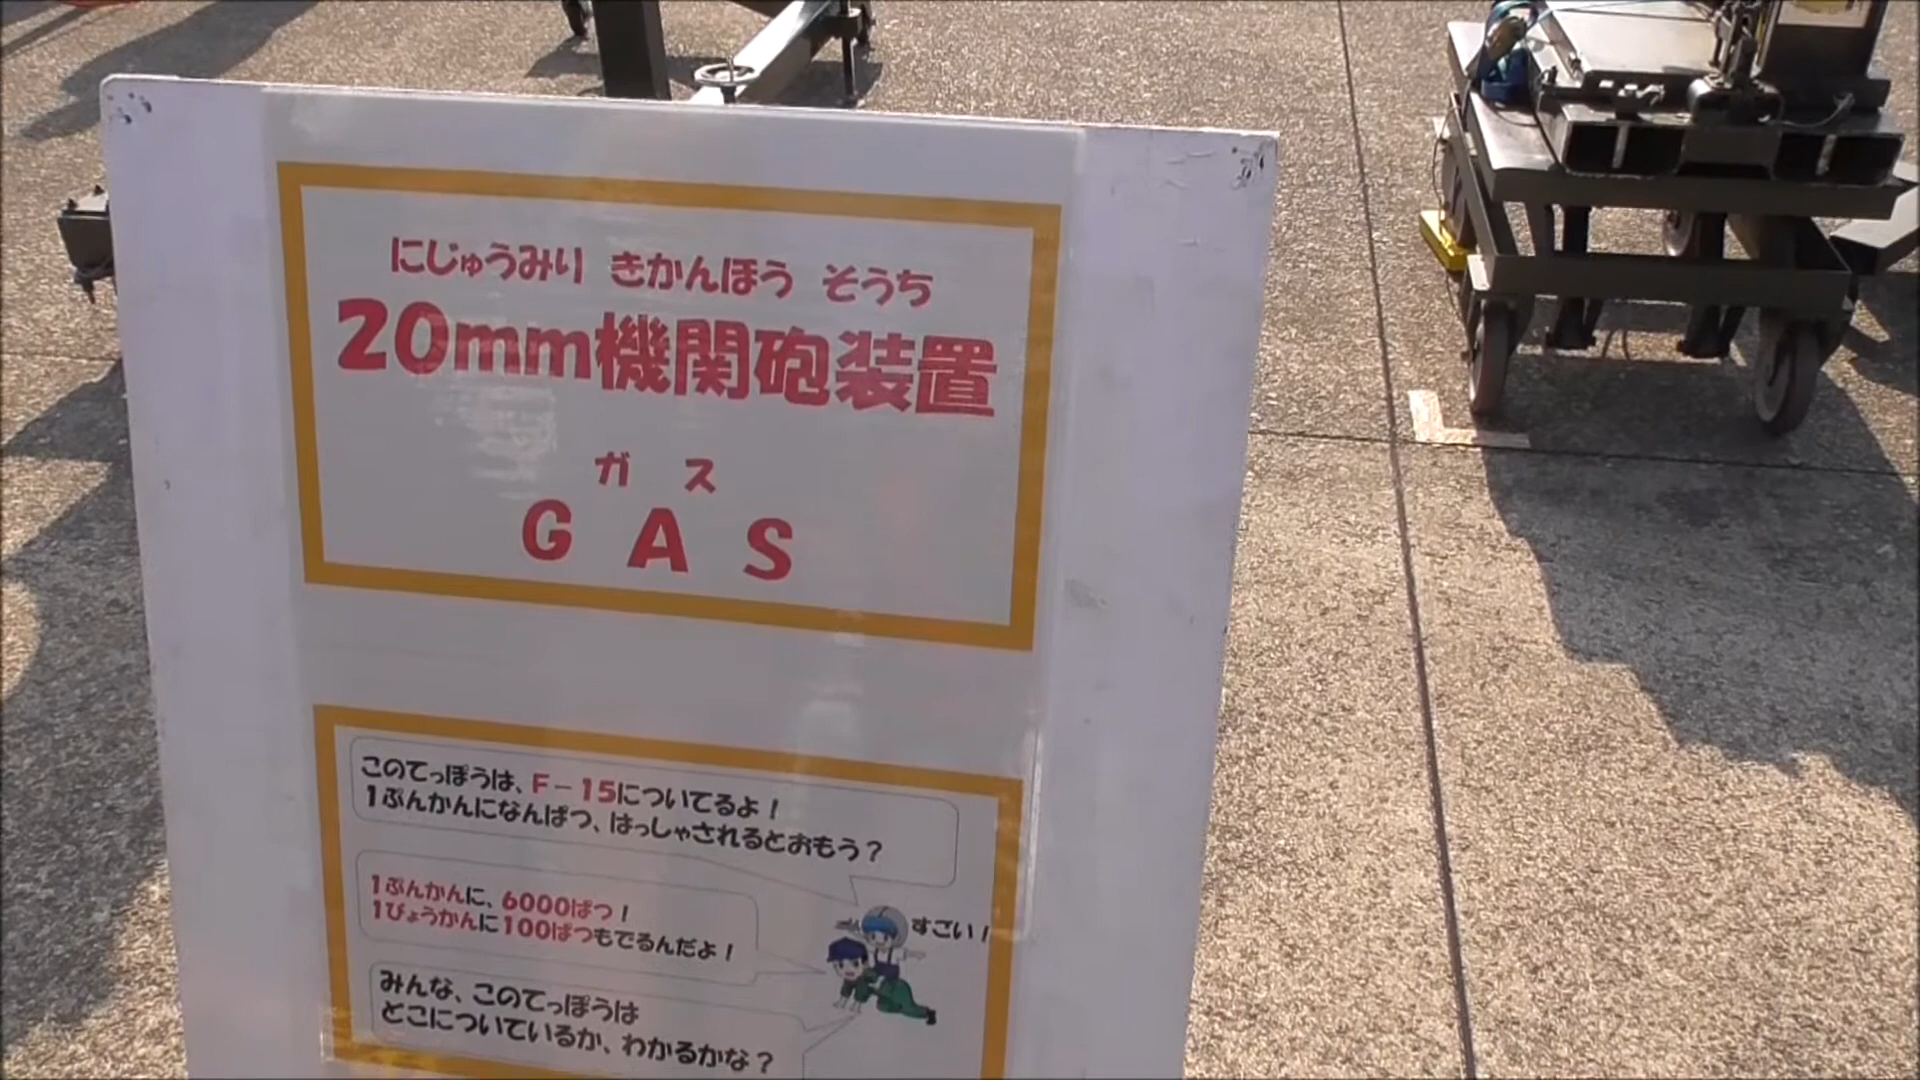 にじゅうみり きかんほう そうち
20mm機関砲装置
ガス
GAS
このてっぽうは、F－15についてるよ！
1ぷんかんになんぱつ、はっしゃされるとおもう？
1ぷんかんに、6000ぱつ！
1びょうかんに100ぱつもでるんだよ！
すごい！
みんな、このてっぽうは
どこについているか、わかるかな？